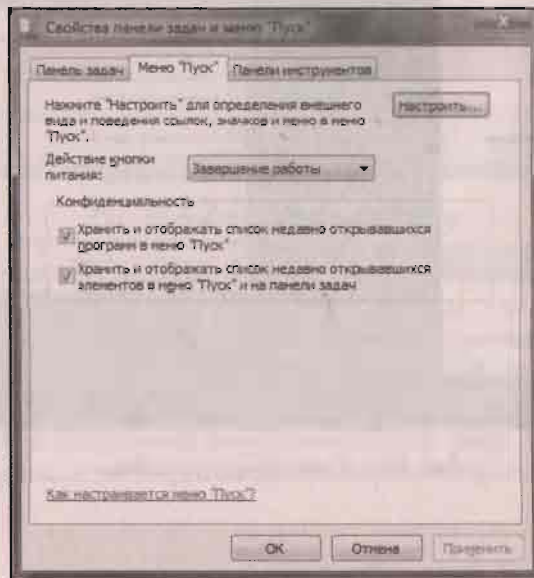 Свойства панели задач и меню "Пуск"
Панель задач Меню "Пуск" Панели инструментов
Нажмите "Настроить" для определения внешнего
вида и поведения ссылок, значков и меню в меню
"Пуск".
Настроить...
Действие кнопки
питания:
Завершение работы
Конфиденциальность
Хранить и отображать список недавно открывавшихся
программ в меню "Пуск"
Хранить и отображать список недавно открывавшихся
элементов в меню "Пуск" и на панели задач
Как настраивается меню "Пуск"?
ОК Отмена Применить